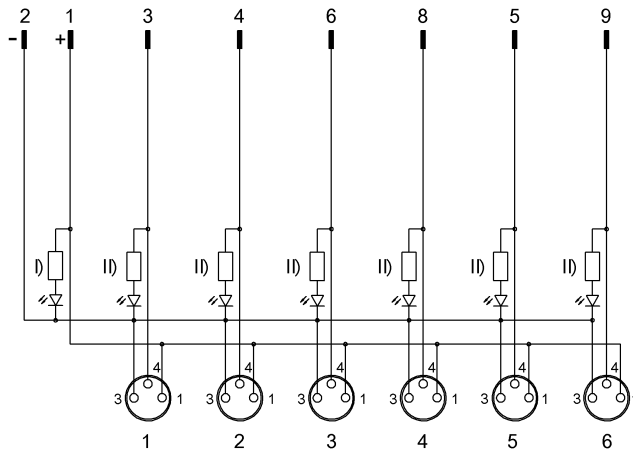 2 1 3 4 6 8 5 9
- +
I) II) II) II) II) II) II)
4 4 4 4 4 4
3 1 3 1 3 1 3 1 3 1 3 1
1 2 3 4 5 6